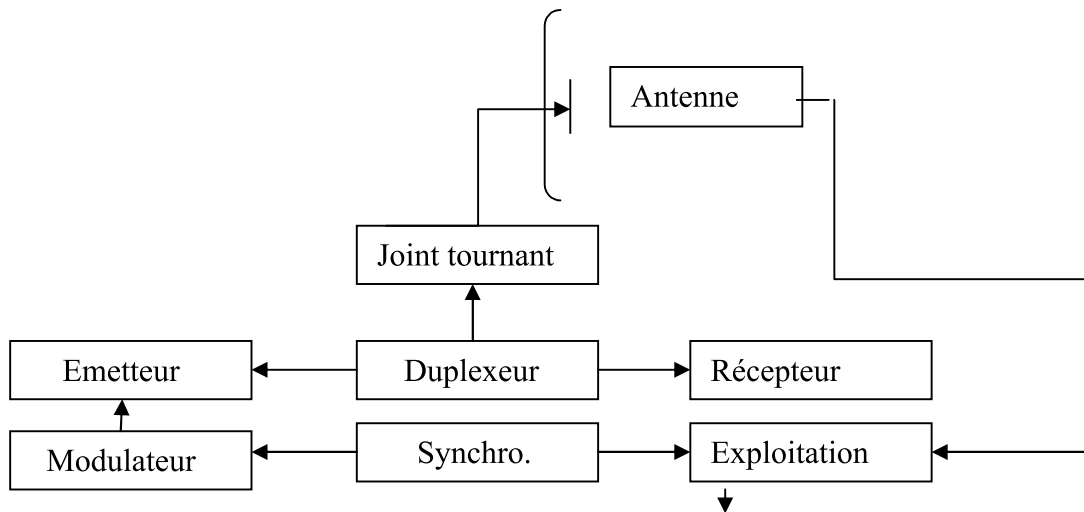 Antenne
Joint tournant
Emetteur
Duplexeur
Récepteur
Modulateur
Synchro.
Exploitation